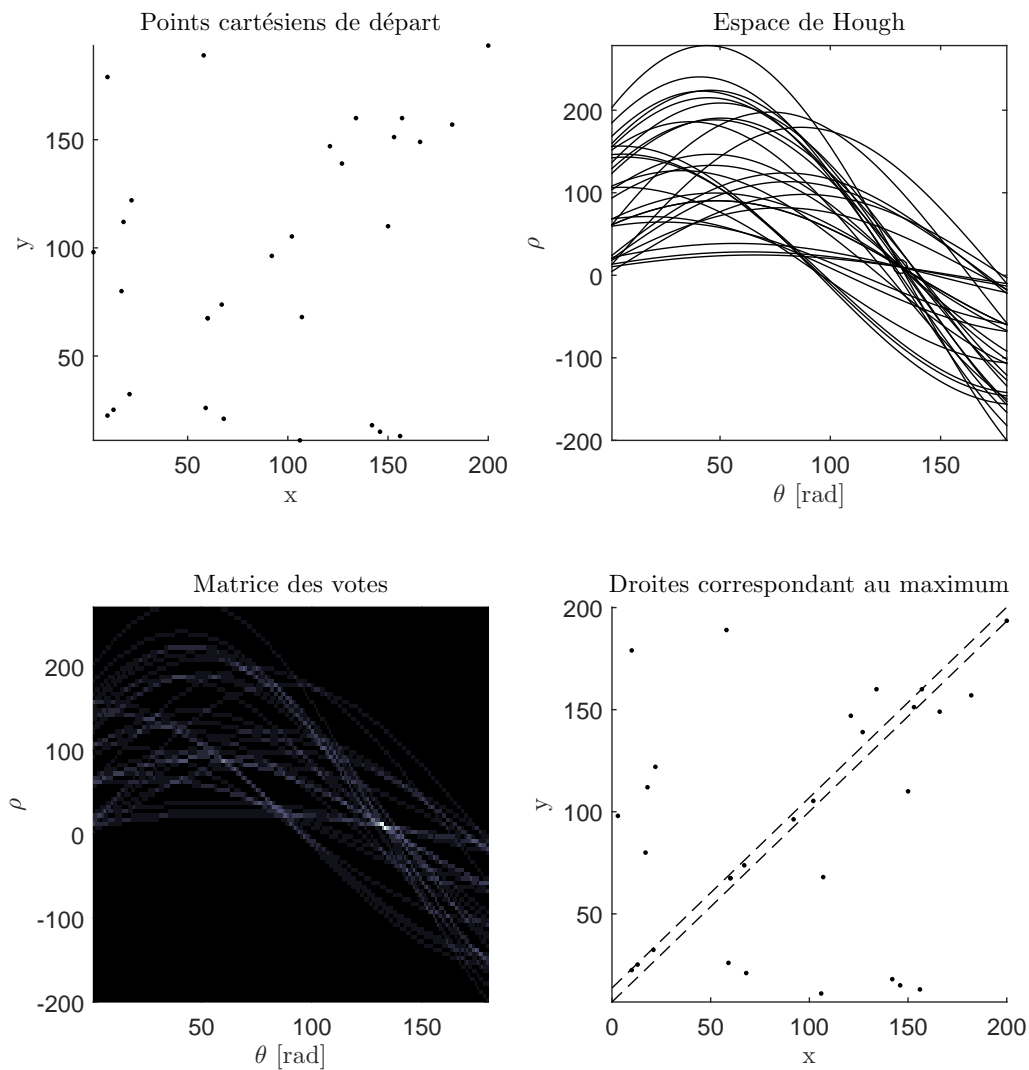 Points cartésiens de départ
150
100
50
y
50
100
150
200
x
Espace de Hough
200
100
0
-100
-200
ρ
50
100
150
θ [rad]
Matrice des votes
200
100
0
-100
-200
ρ
50
100
150
θ [rad]
Droites correspondant au maximum
200
150
100
50
y
0
50
100
150
200
x